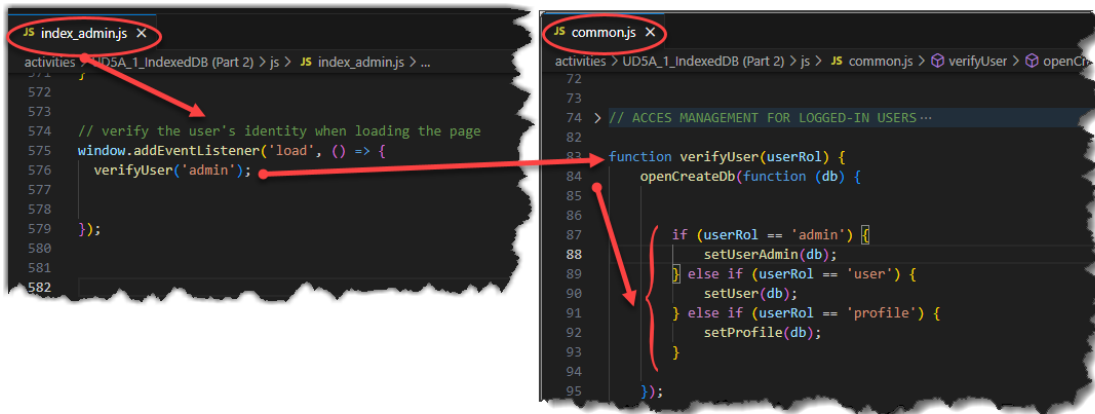 JS index_admin.js ×
activities > UD5A_1_IndexedDB (Part 2) > js > JS index_admin.js > ...
571 }
572
573
574 // verify the user's identity when loading the page
575 window.addEventListener('load', () => {
576 verifyUser('admin');
577
578
579 });
580
581
582
JS common.js ×
activities > UD5A_1_IndexedDB (Part 2) > js > JS common.js > verifyUser > openCre
72
73
74 > // ACCES MANAGEMENT FOR LOGGED-IN USERS ...
82
83 function verifyUser(userRol) {
84 openCreateDb(function (db) {
85
86
87 if (userRol == 'admin') {
88 setUserAdmin(db);
89 } else if (userRol == 'user') {
90 setUser(db);
91 } else if (userRol == 'profile') {
92 setProfile(db);
93 }
94
95 });